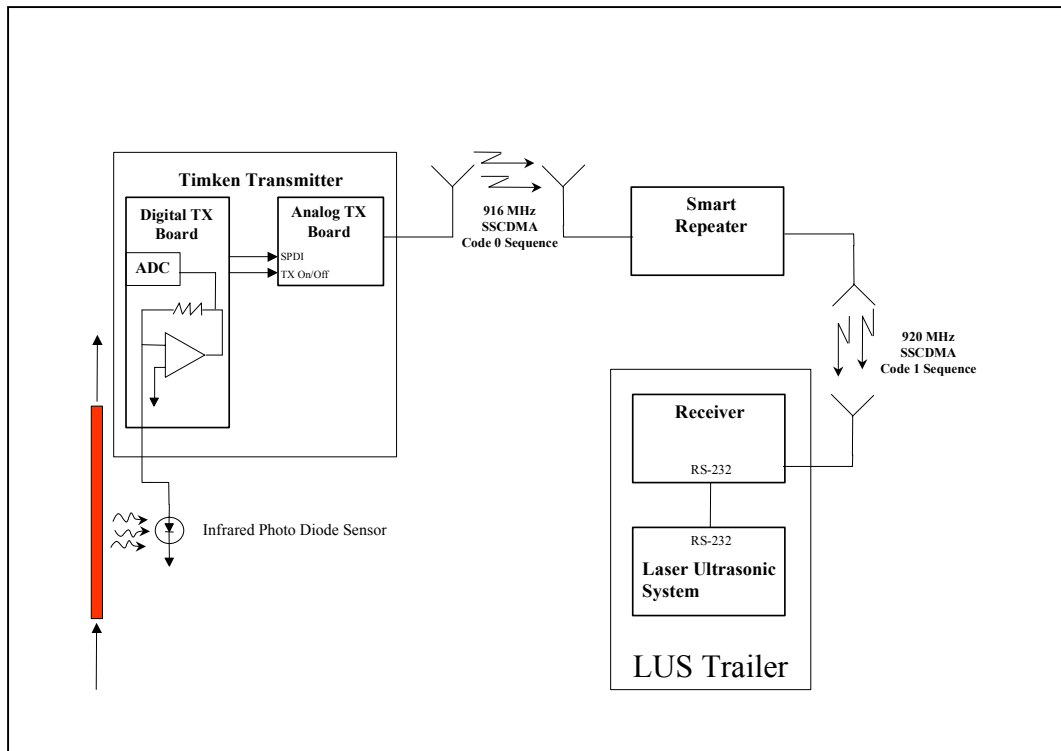 Timken Transmitter
Digital TX
Board
ADC
Analog TX
Board
SPDI
TX On/Off
916 MHz
SSCDMA
Code 0 Sequence
Smart
Repeater
920 MHz
SSCDMA
Code 1 Sequence
Infrared Photo Diode Sensor
Receiver
RS-232
RS-232
Laser Ultrasonic
System
LUS Trailer